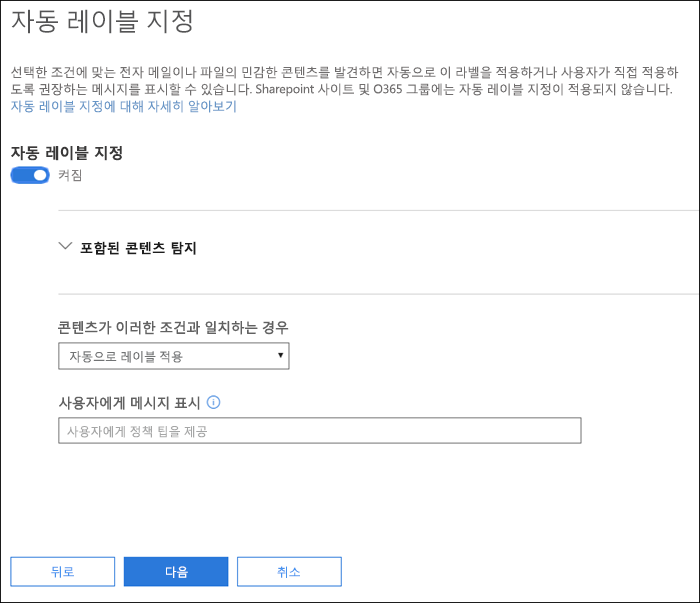 자동 레이블 지정
선택한 조건에 맞는 전자 메일이나 파일의 민감한 콘텐츠를 발견하면 자동으로 이 라벨을 적용하거나 사용자가 직접 적용하
도록 권장하는 메시지를 표시할 수 있습니다. Sharepoint 사이트 및 O365 그룹에는 자동 레이블 지정이 적용되지 않습니다.
자동 레이블 지정에 대해 자세히 알아보기
자동 레이블 지정
켜짐
포함된 콘텐츠 탐지
콘텐츠가 이러한 조건과 일치하는 경우
자동으로 레이블 적용
사용자에게 메시지 표시
사용자에게 정책 팁을 제공
뒤로 다음 취소